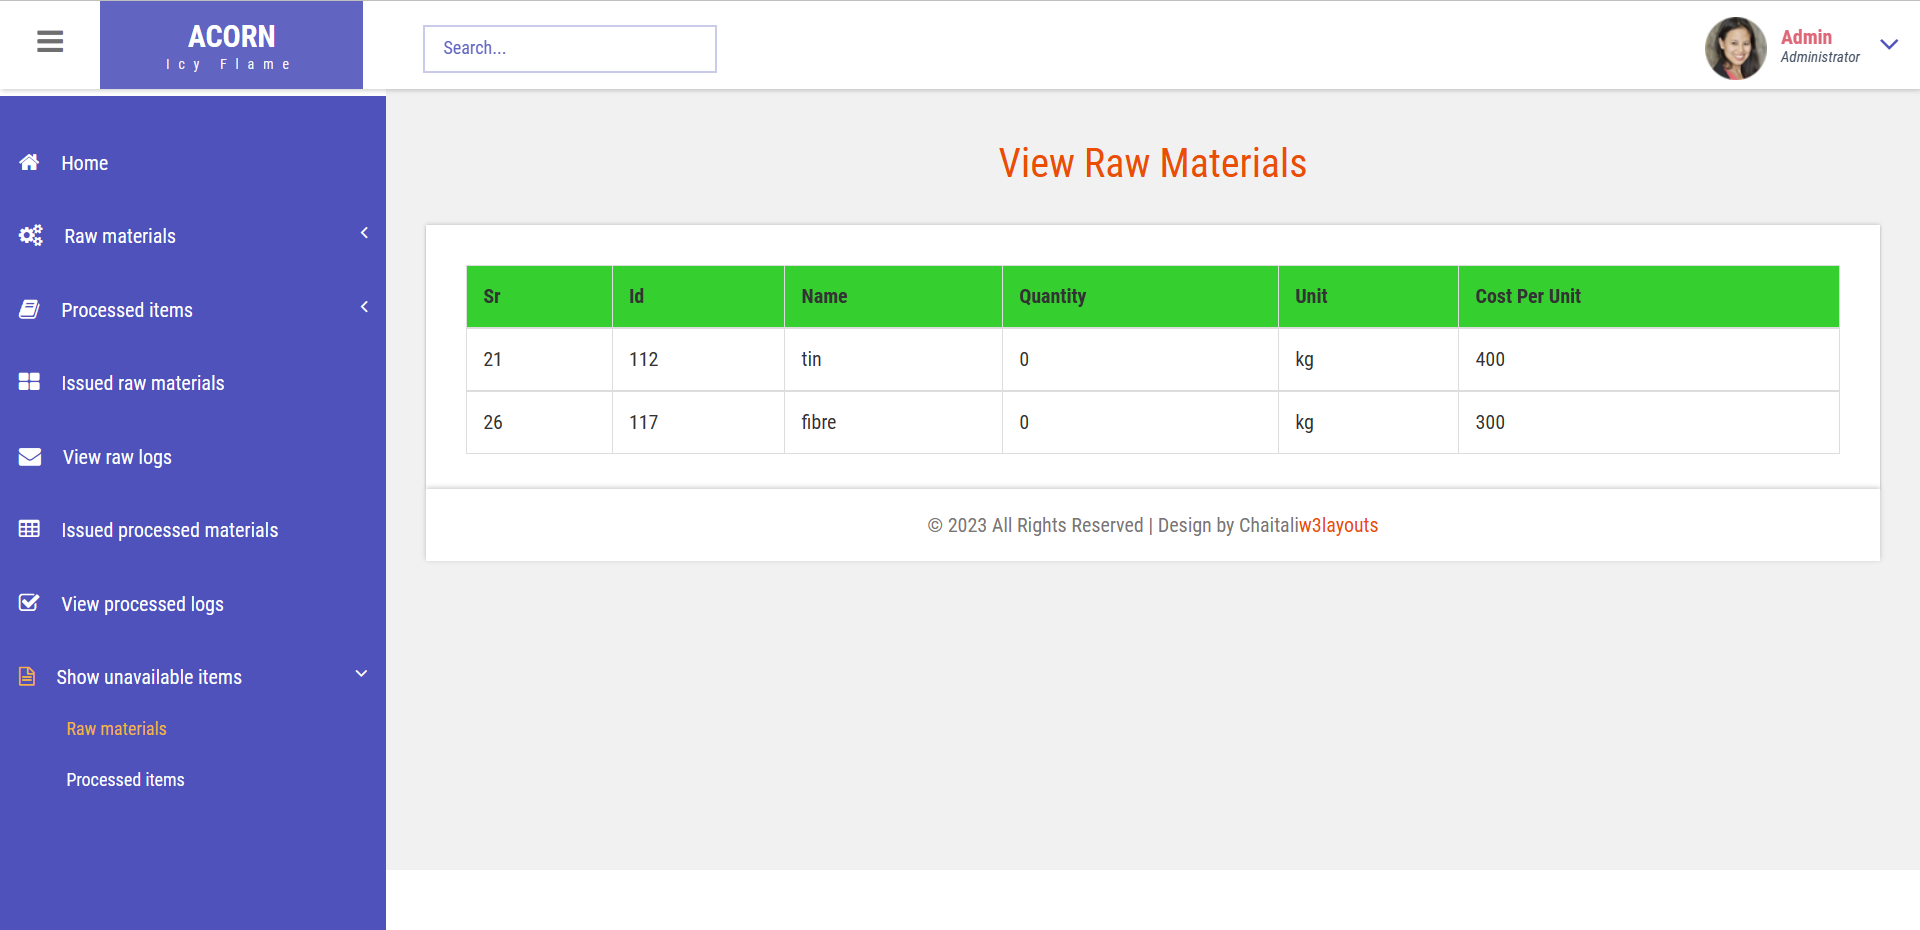 ACORN
Icy Flame
Search...
Admin
Administrator
Home
Raw materials
Processed items
Issued raw materials
View raw logs
Issued processed materials
View processed logs
Show unavailable items
Raw materials
Processed items
View Raw Materials
Sr Id Name Quantity Unit Cost Per Unit
21 112 tin 0 kg 400
26 117 fibre 0 kg 300
© 2023 All Rights Reserved | Design by Chaitaliw3layouts